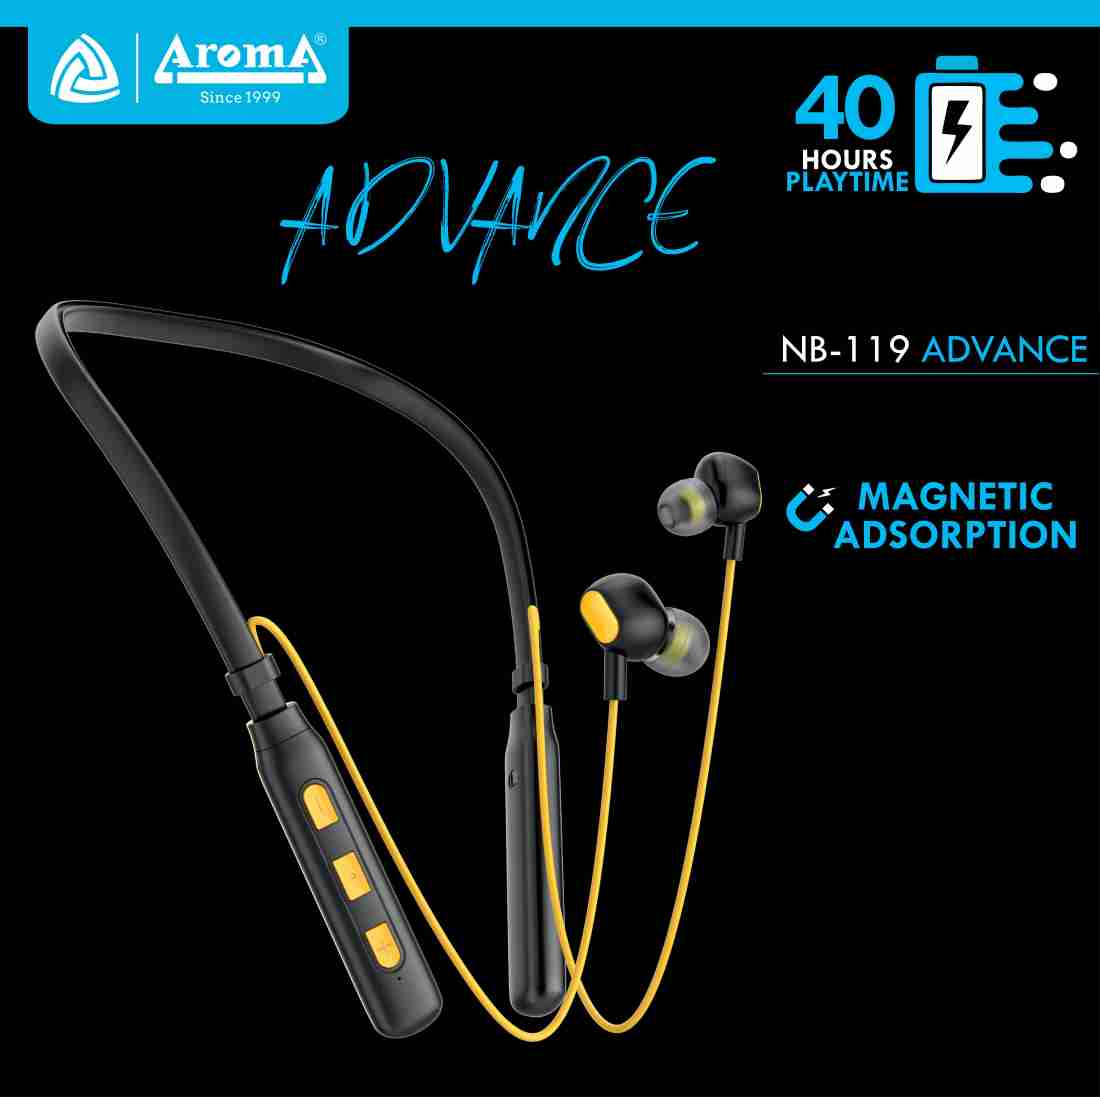 AromA®
Since 1999
40
HOURS
PLAYTIME
ADVANCE
NB-119 ADVANCE
MAGNETIC
ADSORPTION